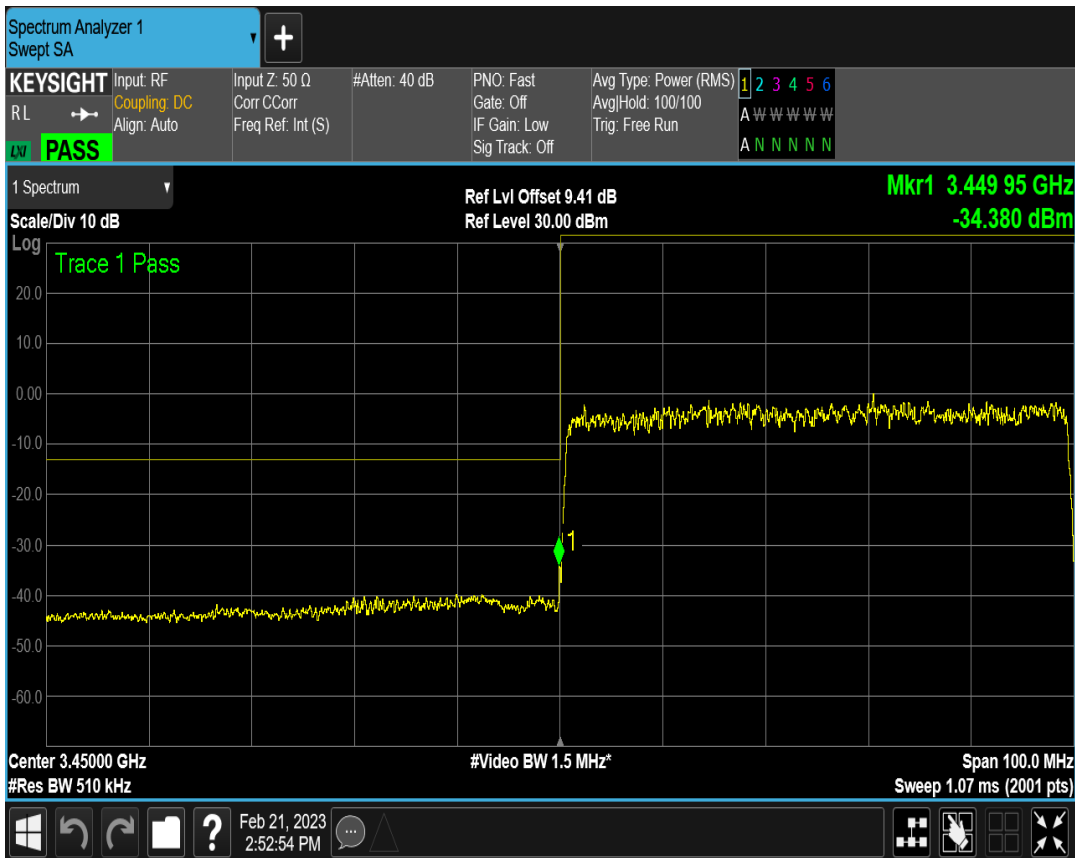 Spectrum Analyzer 1
Swept SA
+
KEYSIGHT
R L
LXI
PASS
Input: RF
Coupling: DC
Align: Auto
Input Z: 50 Ω
Corr CCorr
Freq Ref: Int (S)
#Atten: 40 dB
PNO: Fast
Gate: Off
IF Gain: Low
Sig Track: Off
Avg Type: Power (RMS)
Avg|Hold: 100/100
Trig: Free Run
1 2 3 4 5 6
A W W W W W
A N N N N N
1 Spectrum
Scale/Div 10 dB
Log
Ref Lvl Offset 9.41 dB
Ref Level 30.00 dBm
Mkr1 3.449 95 GHz
-34.380 dBm
Trace 1 Pass
20.0
10.0
0.00
-10.0
-20.0
-30.0
-40.0
-50.0
-60.0
1
Center 3.45000 GHz
#Res BW 510 kHz
#Video BW 1.5 MHz*
Span 100.0 MHz
Sweep 1.07 ms (2001 pts)
?
Feb 21, 2023
2:52:54 PM